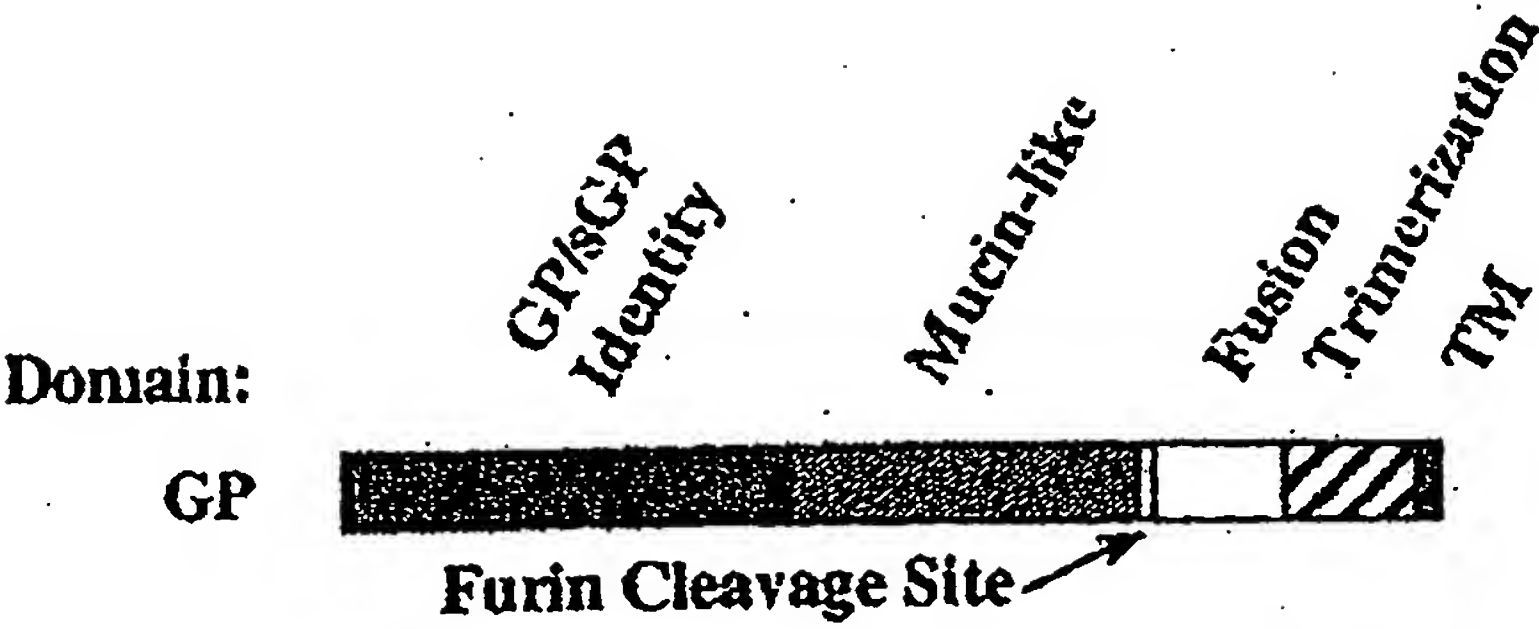 GP/sGP
Identity
Mucin-like
Fusion
Trimerization
TM
Domain:
GP
Furin Cleavage Site